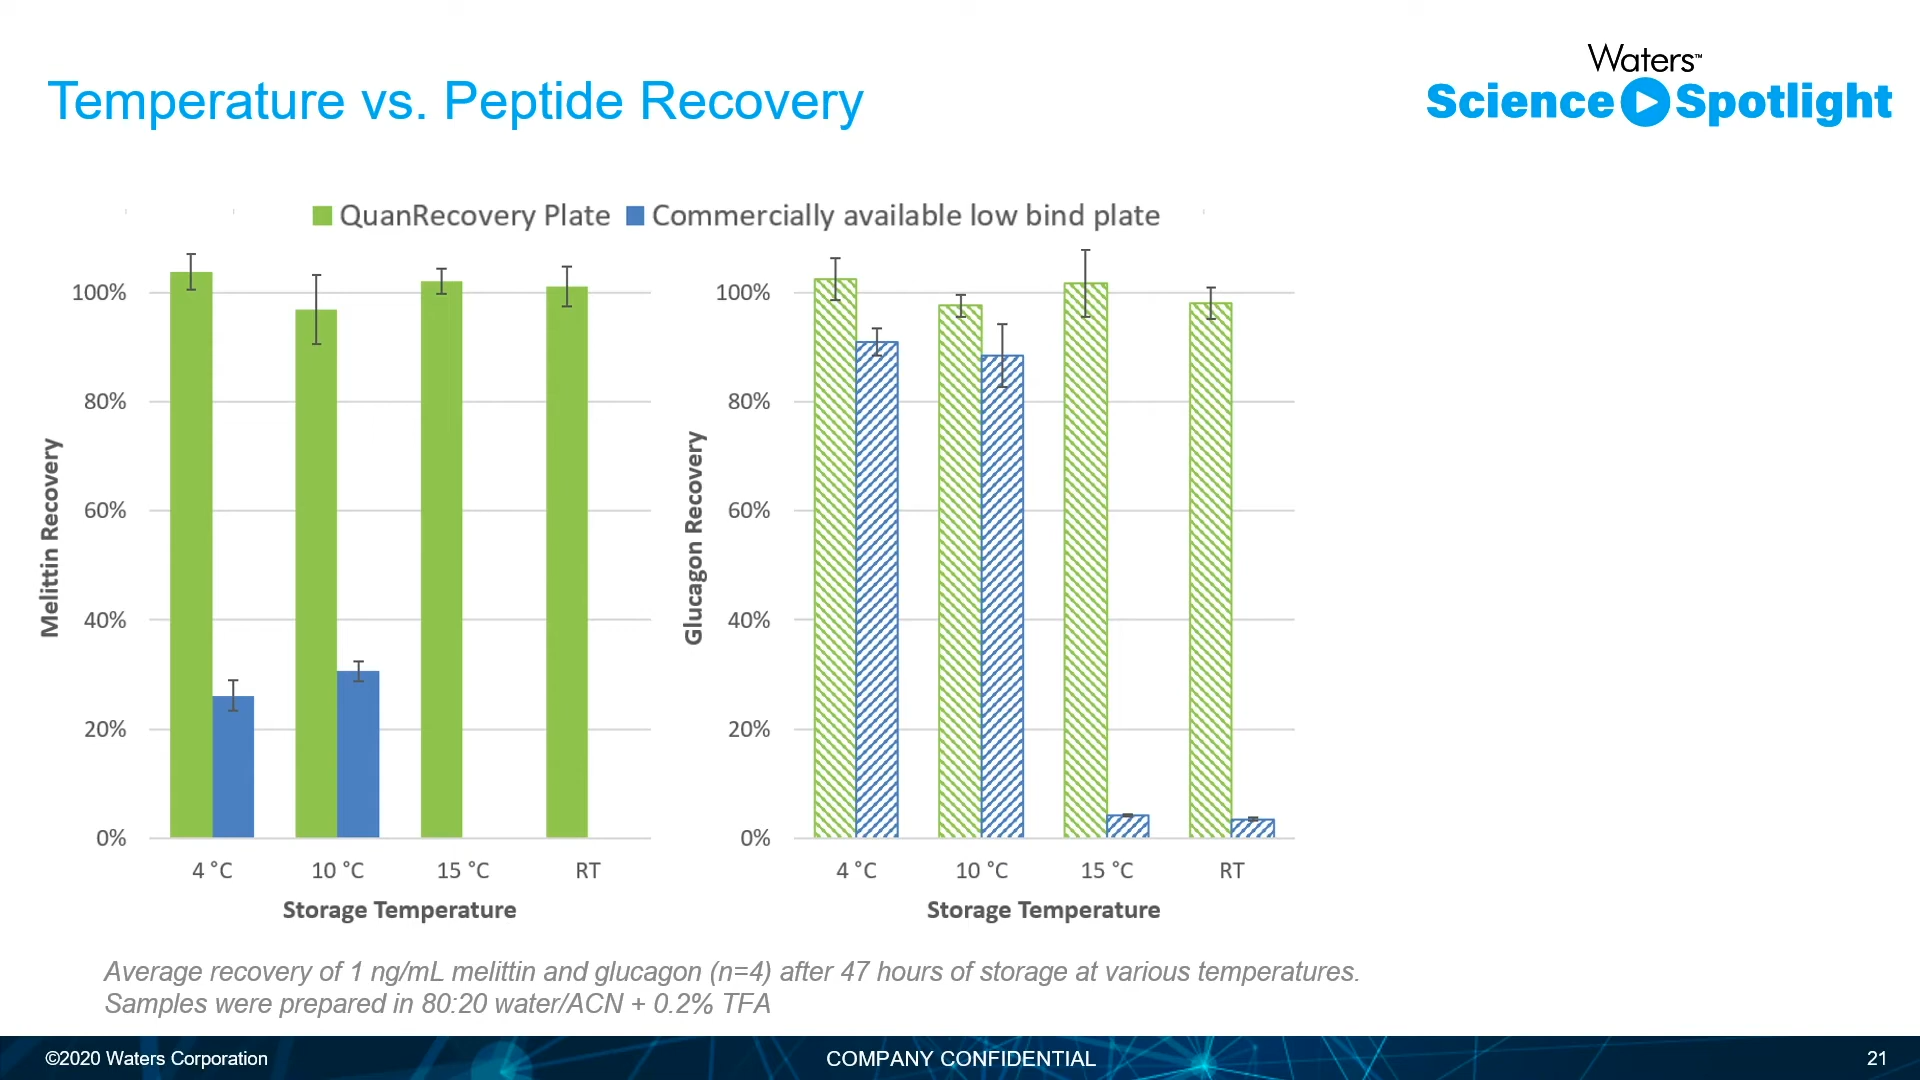 Temperature vs. Peptide Recovery
Waters™
Science Spotlight
QuanRecovery Plate
Commercially available low bind plate
Melittin Recovery
100%
80%
60%
40%
20%
0%
4 °C
10 °C
15 °C
RT
Storage Temperature
Glucagon Recovery
100%
80%
60%
40%
20%
0%
4 °C
10 °C
15 °C
RT
Storage Temperature
Average recovery of 1 ng/mL melittin and glucagon (n=4) after 47 hours of storage at various temperatures.
Samples were prepared in 80:20 water/ACN + 0.2% TFA
©2020 Waters Corporation
COMPANY CONFIDENTIAL
21